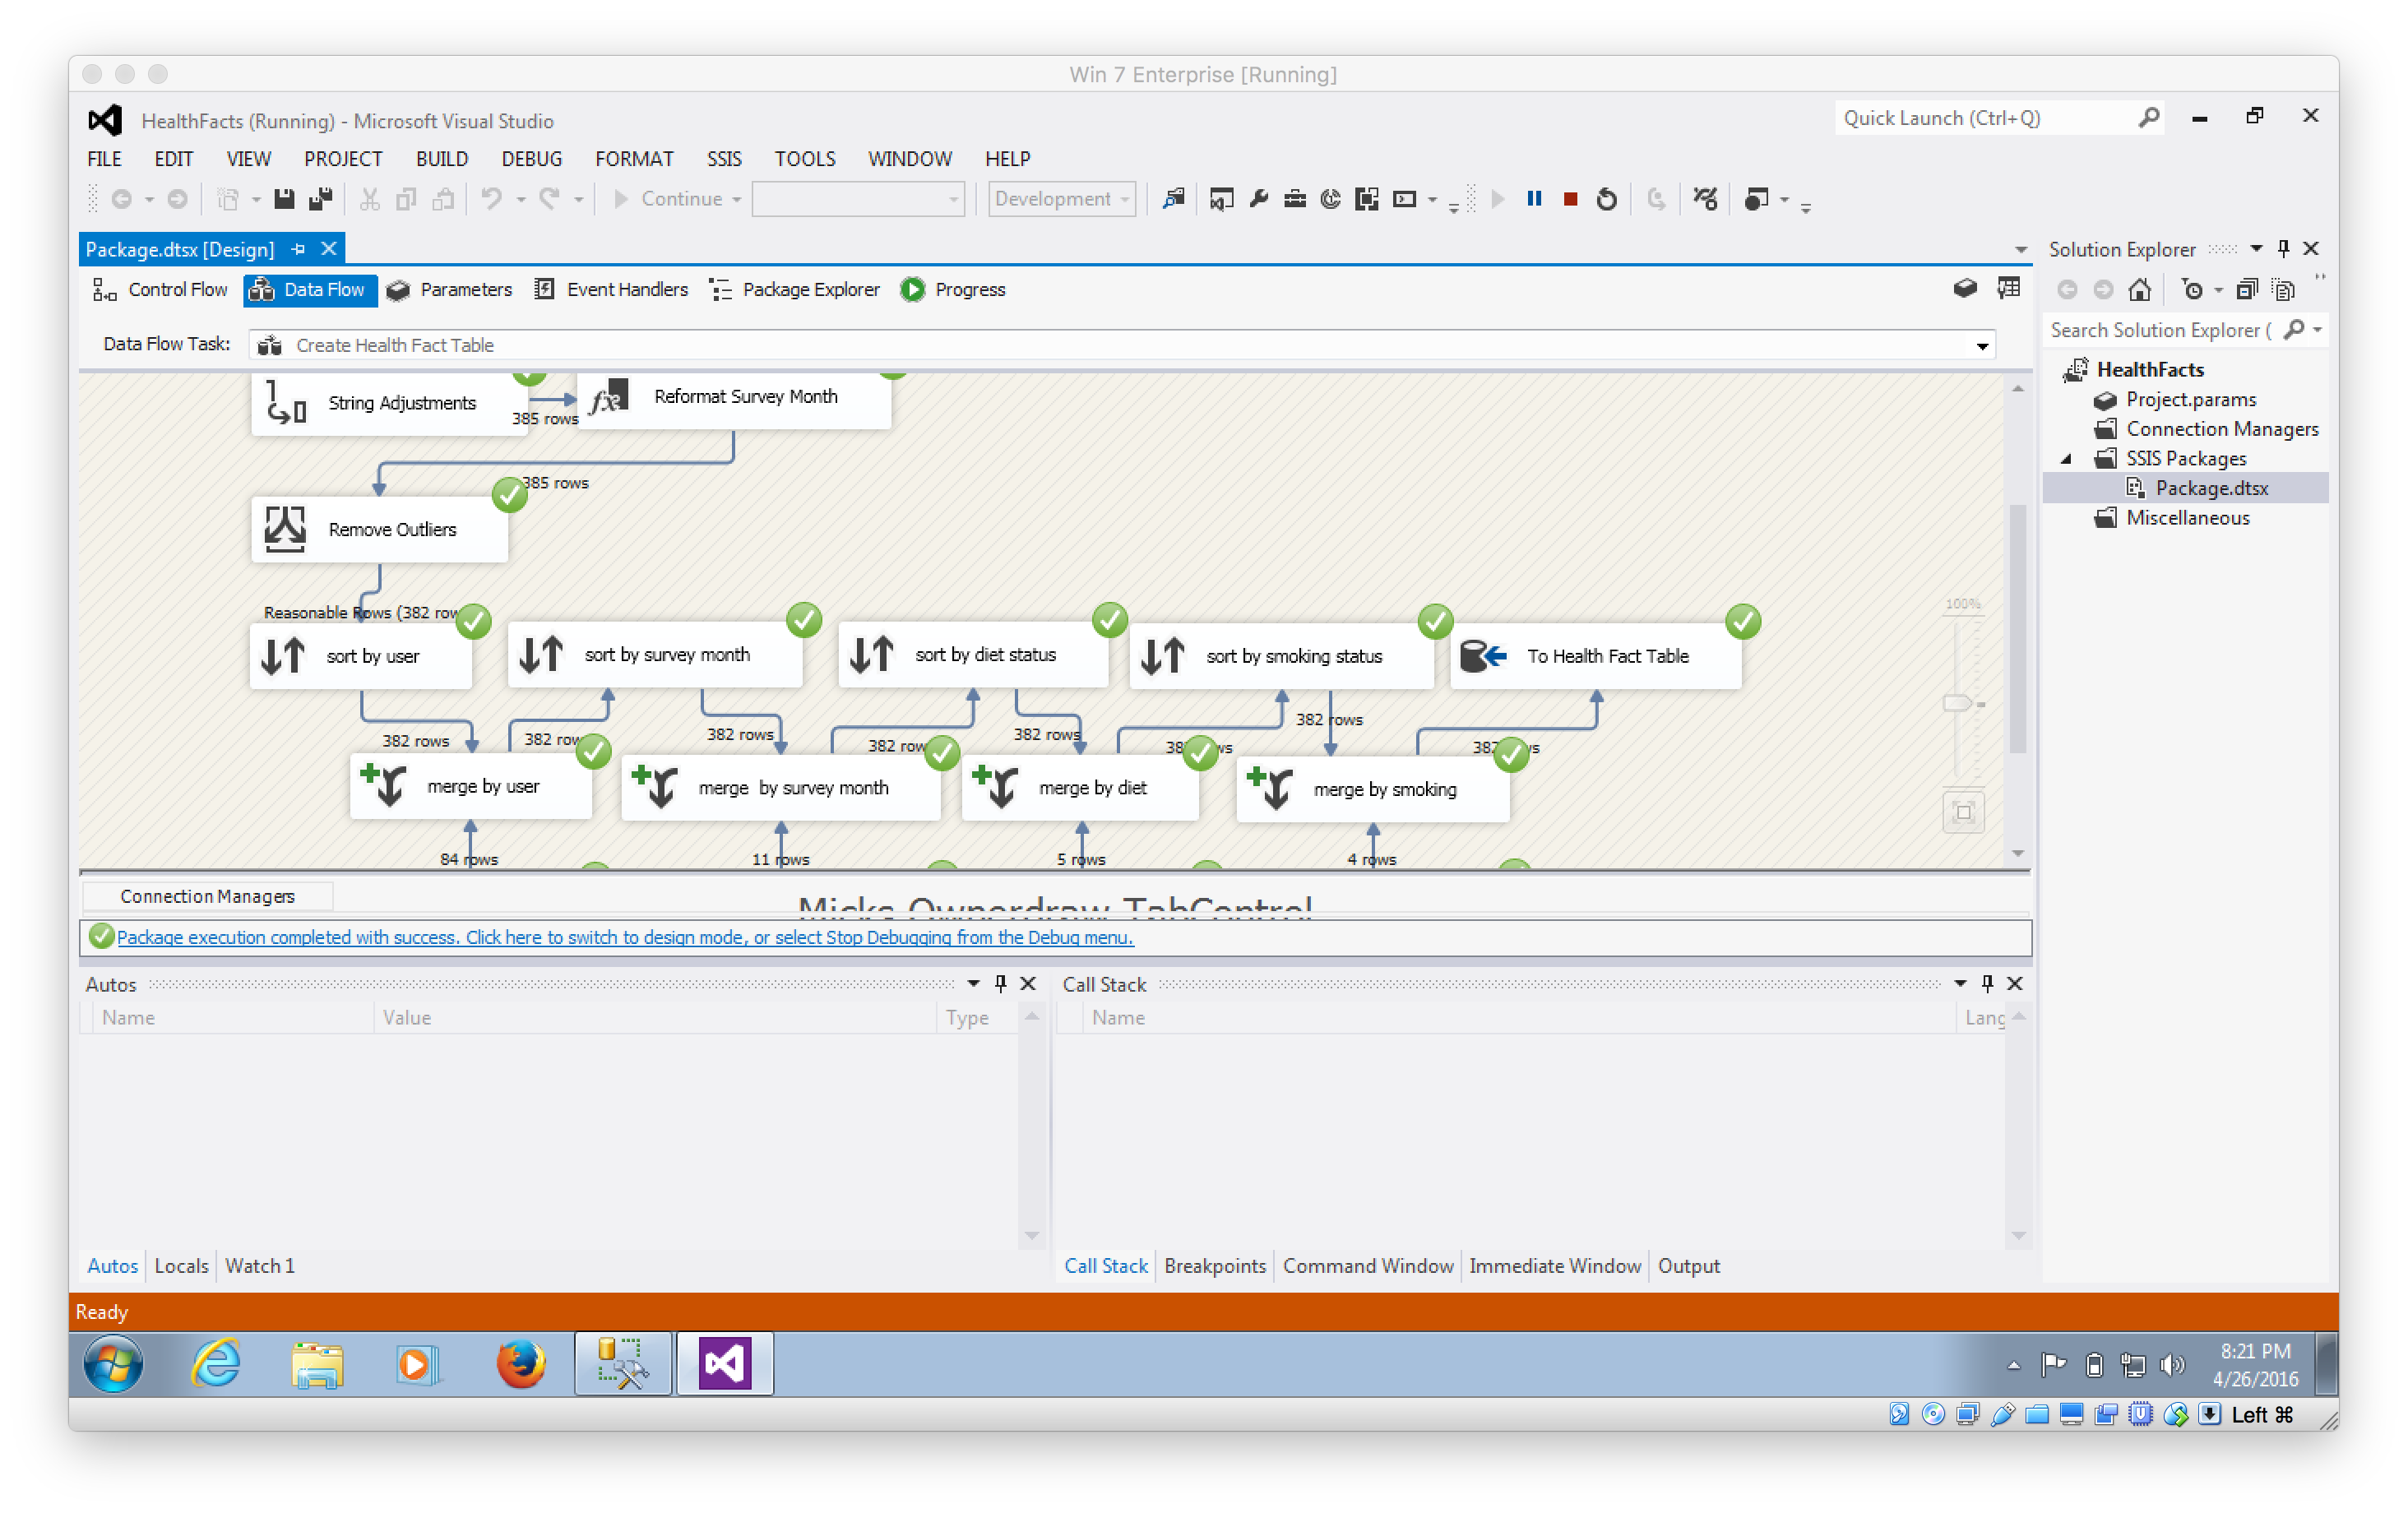 Win 7 Enterprise [Running]
HealthFacts (Running) - Microsoft Visual Studio
Quick Launch (Ctrl+Q)
FILE EDIT VIEW PROJECT BUILD DEBUG FORMAT SSIS TOOLS WINDOW HELP
Continue Development
Package.dtsx [Design]
Solution Explorer
Control Flow Data Flow Parameters Event Handlers Package Explorer Progress
Data Flow Task: Create Health Fact Table
Search Solution Explorer (
HealthFacts
Project.params
Connection Managers
SSIS Packages
Package.dtsx
Miscellaneous
String Adjustments
385 rows
Reformat Survey Month
385 rows
Remove Outliers
100%
Reasonable Rows (382 row
sort by user sort by survey month sort by diet status sort by smoking status To Health Fact Table
382 rows 382 row 382 rows 382 row 382 rows 38 ws 382 rows 382 s
merge by user merge by survey month merge by diet merge by smoking
84 rows 11 rows 5 rows 4 rows
Connection Managers
Micks Ownerdraw TabControl
Package execution completed with success. Click here to switch to design mode, or select Stop Debugging from the Debug menu.
Autos
Name Value Type
Call Stack
Name Lang
Autos Locals Watch 1
Call Stack Breakpoints Command Window Immediate Window Output
Ready
8:21 PM
4/26/2016
Left ⌘